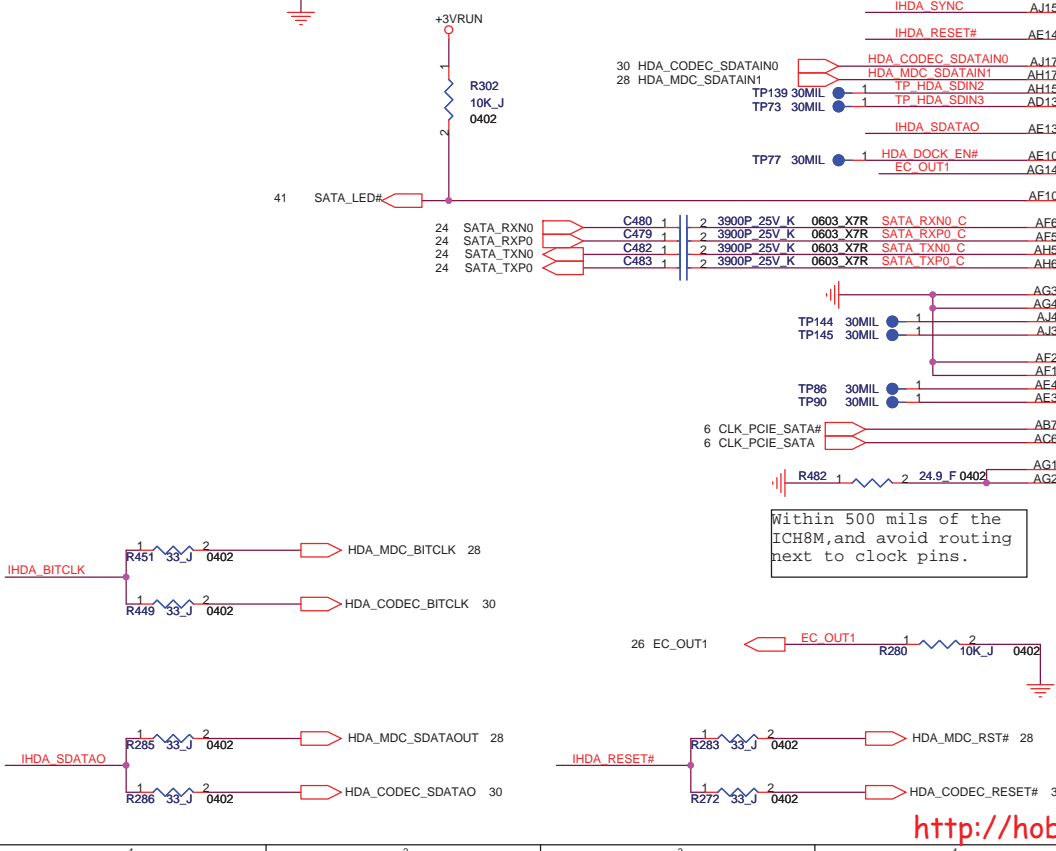 IHDA_SYNC AJ15
+3VRUN
IHDA_RESET# AE14
30 HDA_CODEC_SDATAIN0 HDA_CODEC_SDATAIN0 AJ17
28 HDA_MDC_SDATAIN1 HDA_MDC_SDATAIN1 AH17
1 R302 TP139 30MIL 1 TP_HDA_SDIN2 AH15
10K_J TP73 30MIL 1 TP_HDA_SDIN3 AD13
0402
2 IHDA_SDATAO AE13
TP77 30MIL 1 HDA_DOCK_EN# AE10
EC_OUT1 AG14
41 SATA_LED# AF10
24 SATA_RXN0 C480 1 2 3900P_25V_K 0603_X7R SATA_RXN0_C AF6
24 SATA_RXP0 C479 1 2 3900P_25V_K 0603_X7R SATA_RXP0_C AF5
24 SATA_TXN0 C482 1 2 3900P_25V_K 0603_X7R SATA_TXN0_C AH5
24 SATA_TXP0 C483 1 2 3900P_25V_K 0603_X7R SATA_TXP0_C AH6
AG3
AG4
TP144 30MIL 1 AJ4
TP145 30MIL 1 AJ3
AF2
AF1
TP86 30MIL 1 AE4
TP90 30MIL 1 AE3
6 CLK_PCIE_SATA# AB7
6 CLK_PCIE_SATA AC6
AG1
R482 1 2 24.9_F 0402 AG2
Within 500 mils of the
ICH8M,and avoid routing
next to clock pins.
1 2 HDA_MDC_BITCLK 28
R451 33_J 0402
IHDA_BITCLK
1 2 HDA_CODEC_BITCLK 30
R449 33_J 0402
26 EC_OUT1 EC_OUT1 1 2
R280 10K_J 0402
1 2 HDA_MDC_SDATAOUT 28
R285 33_J 0402
IHDA_SDATAO
1 2 HDA_CODEC_SDATAO 30
R286 33_J 0402
1 2 HDA_MDC_RST# 28
R283 33_J 0402
IHDA_RESET#
1 2 HDA_CODEC_RESET# 3
R272 33_J 0402
http://hob